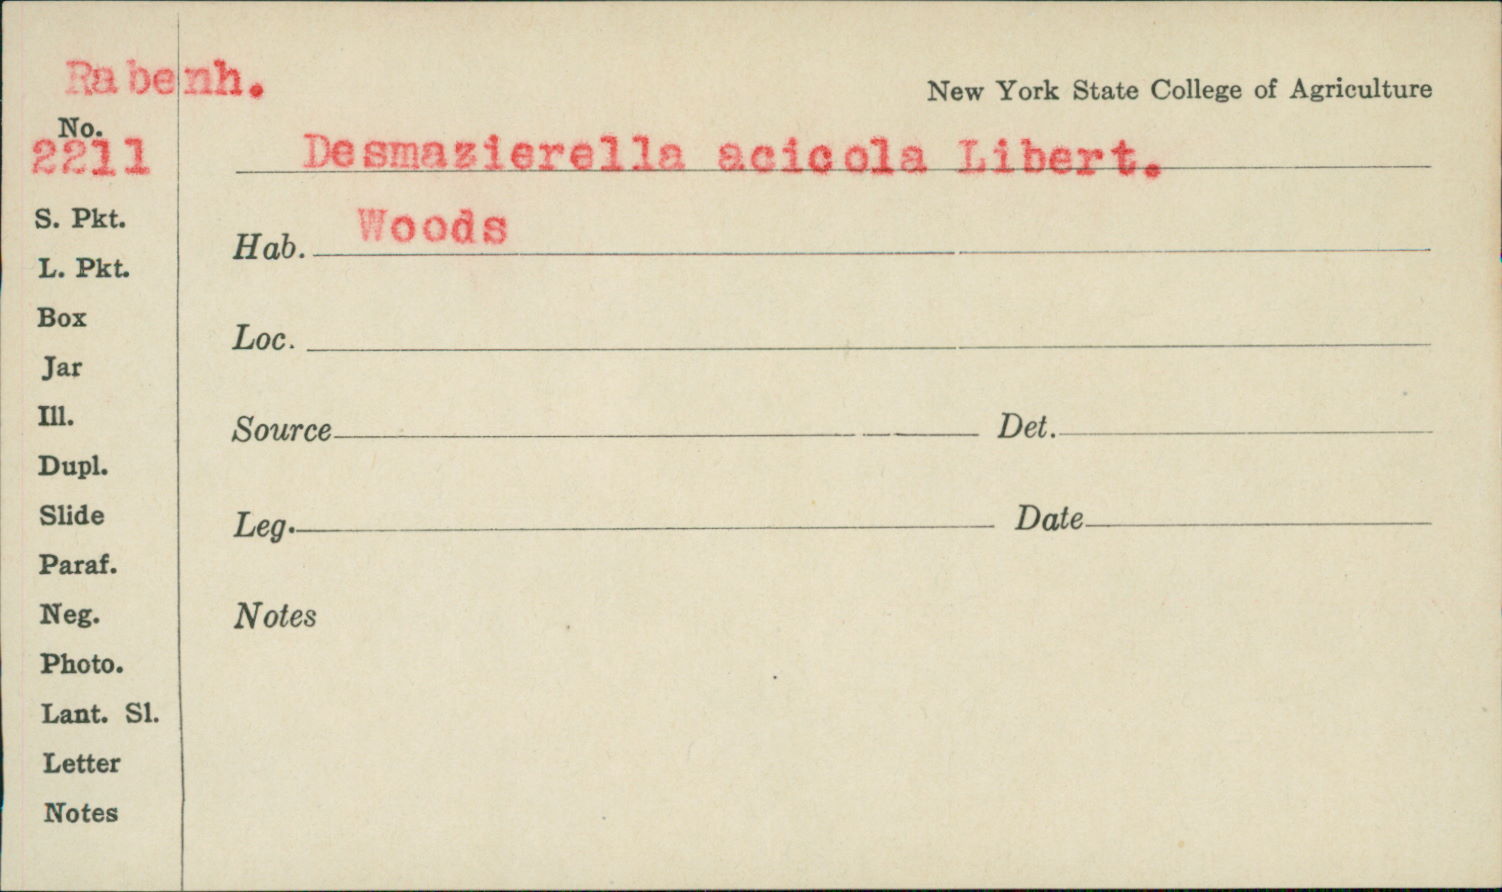 Rabenh.
New York State College of Agriculture
No.
2211
Desmazierella acicola Libert.
S. Pkt.
Hab. Woods
L. Pkt.
Box
Loc.
Jar
Ill.
Source Det.
Dupl.
Slide
Leg. Date
Paraf.
Neg.
Notes
Photo.
Lant. Sl.
Letter
Notes